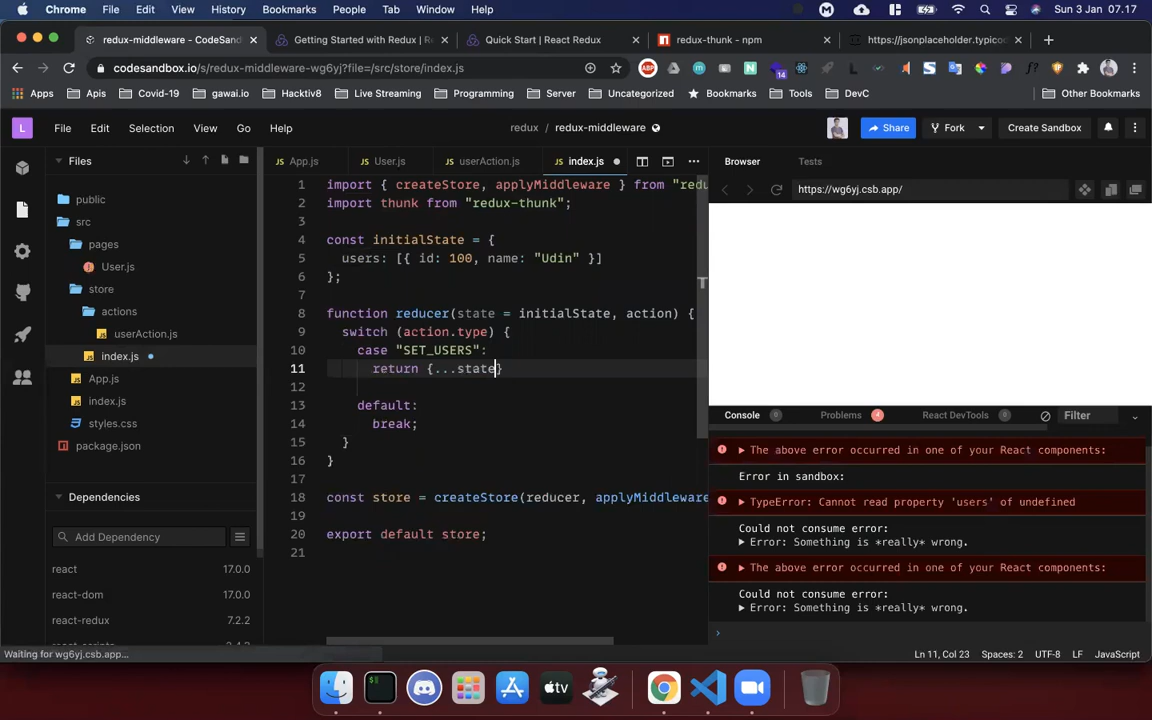 Chrome File Edit View History Bookmarks People Tab Window Help Sun 3 Jan 07.17
redux-middleware - CodeSand Getting Started with Redux | R Quick Start | React Redux redux-thunk - npm https://jsonplaceholder.typicod
codesandbox.io/s/redux-middleware-wg6yj?file=/src/store/index.js
Apps Apis Covid-19 gawai.io Hacktiv8 Live Streaming Programming Server Uncategorized Bookmarks Tools DevC Other Bookmarks
L File Edit Selection View Go Help redux / redux-middleware Share Fork Create Sandbox
Files
public
src
pages
User.js
store
actions
userAction.js
index.js
App.js
index.js
styles.css
package.json
Dependencies
Add Dependency
react 17.0.0
react-dom 17.0.0
react-redux 7.2.2
App.js User.js userAction.js index.js
1 import { createStore, applyMiddleware } from "redu
2 import thunk from "redux-thunk";
3
4 const initialState = {
5 users: [{ id: 100, name: "Udin" }]
6 };
7
8 function reducer(state = initialState, action) {
9 switch (action.type) {
10 case "SET_USERS":
11 return {...state}
12
13 default:
14 break;
15 }
16 }
17
18 const store = createStore(reducer, applyMiddleware
19
20 export default store;
21
Browser Tests
https://wg6yj.csb.app/
Console 0 Problems 4 React DevTools 0 Filter
The above error occurred in one of your React components:
Error in sandbox:
TypeError: Cannot read property 'users' of undefined
Could not consume error:
Error: Something is *really* wrong.
The above error occurred in one of your React components:
Could not consume error:
Error: Something is *really* wrong.
Waiting for wg6yj.csb.app... Ln 11, Col 23 Spaces: 2 UTF-8 LF JavaScript
tv